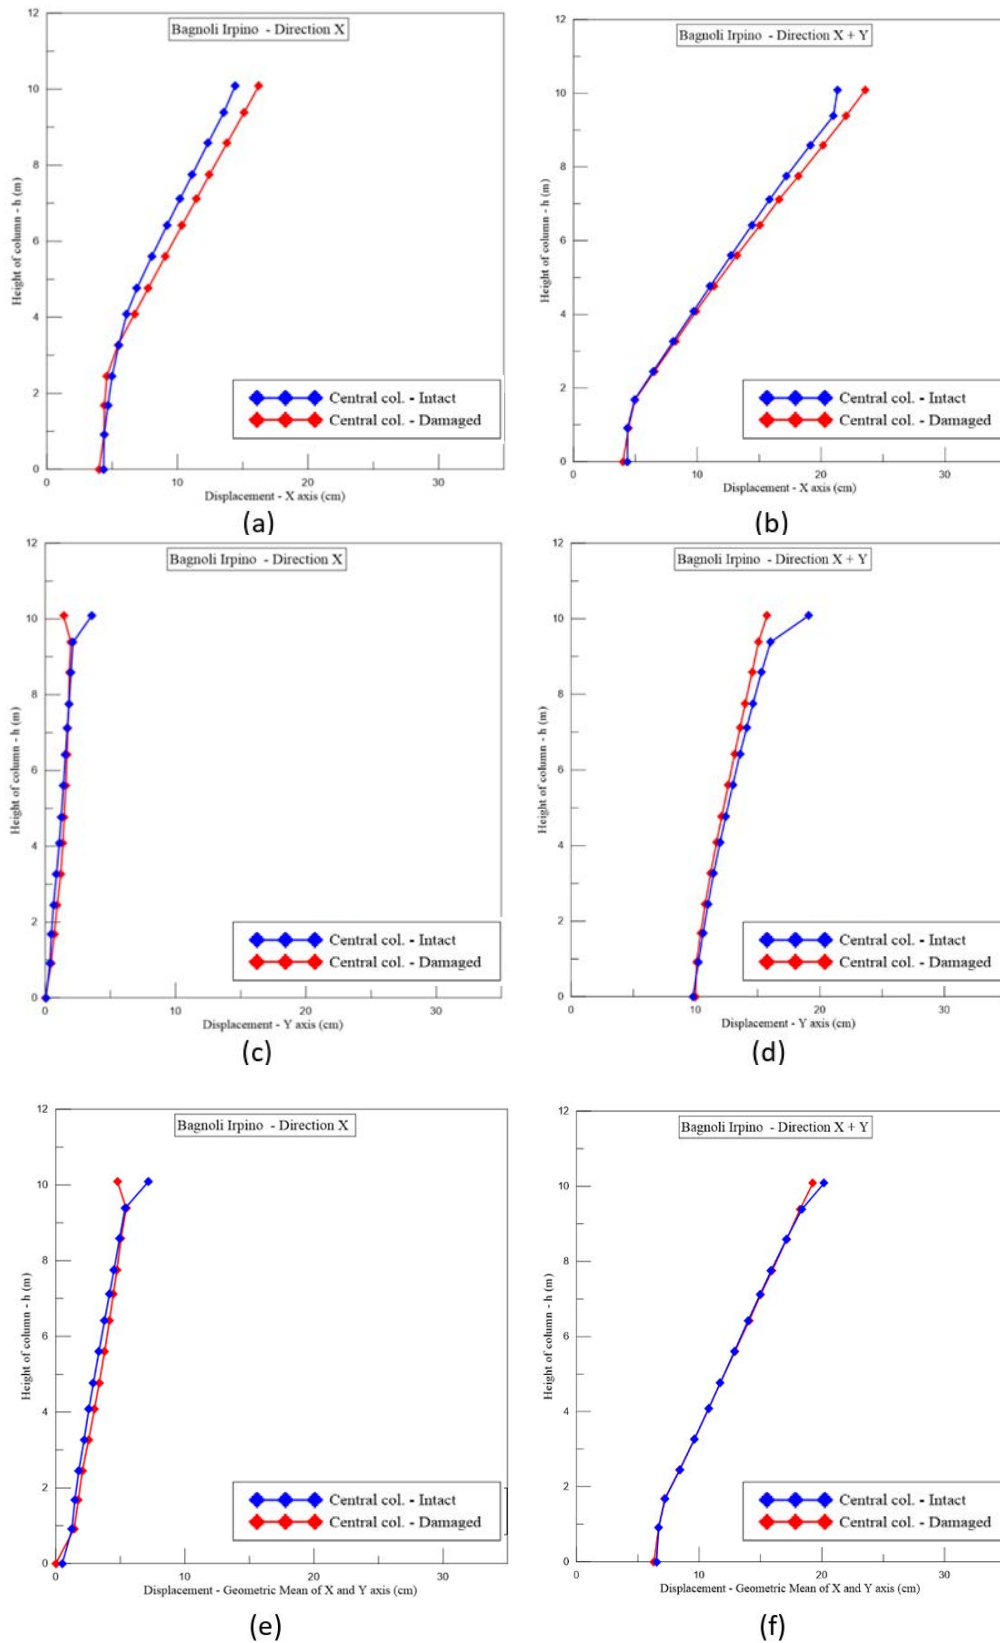 Bagnoli Irpino - Direction X
12
10
8
6
4
2
0
Height of column - h (m)
Central col. - Intact
Central col. - Damaged
0 10 20 30
Displacement - X axis (cm)
(a)
Bagnoli Irpino - Direction X + Y
12
10
8
6
4
2
0
Height of column - h (m)
Central col. - Intact
Central col. - Damaged
0 10 20 30
Displacement - X axis (cm)
(b)
Bagnoli Irpino - Direction X
12
10
8
6
4
2
0
Height of column - h (m)
Central col. - Intact
Central col. - Damaged
0 10 20 30
Displacement - Y axis (cm)
(c)
Bagnoli Irpino - Direction X + Y
12
10
8
6
4
2
0
Height of column - h (m)
Central col. - Intact
Central col. - Damaged
0 10 20 30
Displacement - Y axis (cm)
(d)
Bagnoli Irpino - Direction X
12
10
8
6
4
2
0
Height of column - h (m)
Central col. - Intact
Central col. - Damaged
0 10 20 30
Displacement - Geometric Mean of X and Y axis (cm)
(e)
Bagnoli Irpino - Direction X + Y
12
10
8
6
4
2
0
Height of column - h (m)
Central col. - Intact
Central col. - Damaged
0 10 20 30
Displacement - Geometric Mean of X and Y axis (cm)
(f)